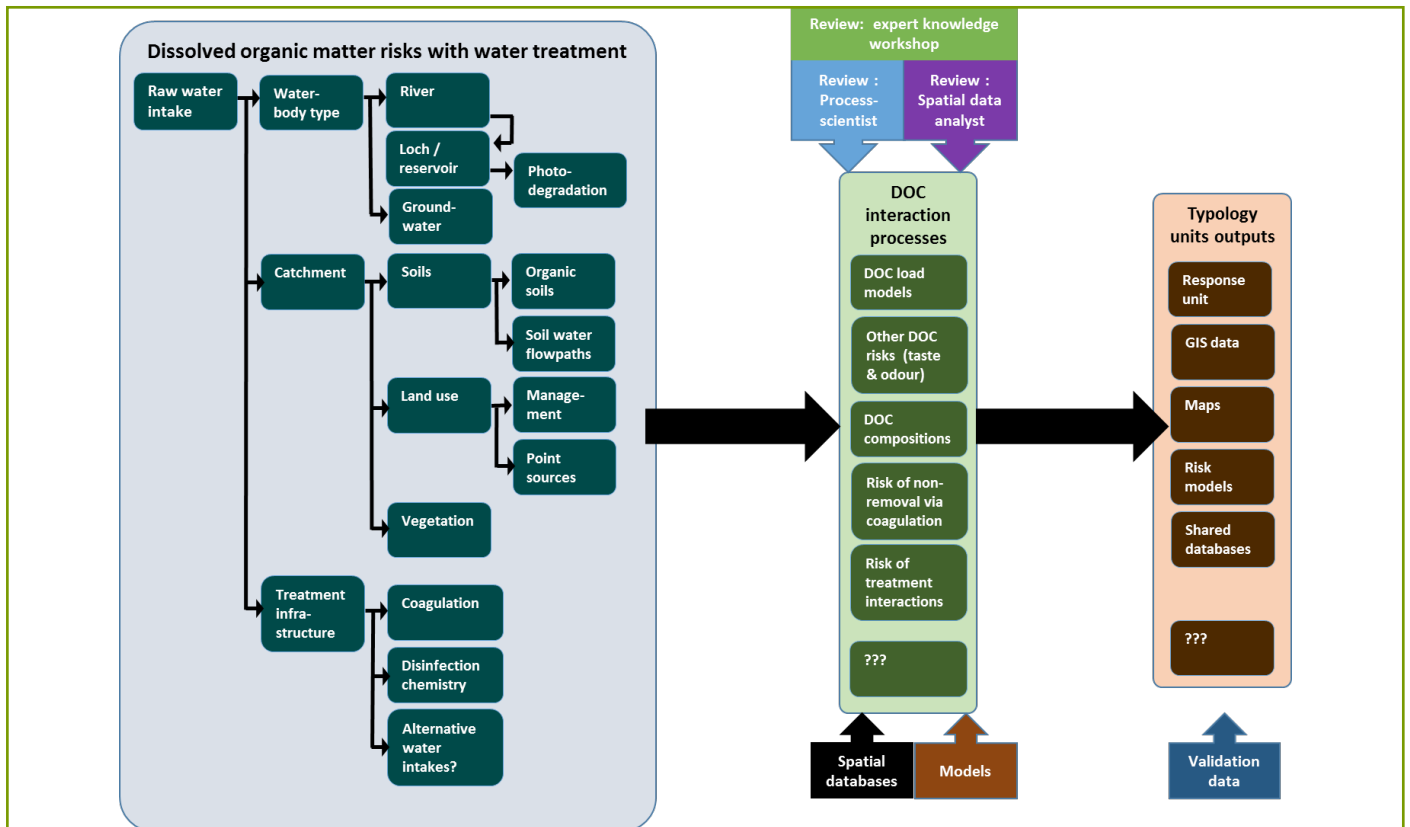 Dissolved organic matter risks with water treatment
Raw water
intake
Water-
body type
River
Loch /
reservoir
Photo-
degradation
Ground-
water
Catchment
Soils
Organic
soils
Soil water
flowpaths
Land use
Manage-
ment
Point
sources
Vegetation
Treatment
infra-
structure
Coagulation
Disinfection
chemistry
Alternative
water
intakes?
Review: expert knowledge
workshop
Review :
Process-
scientist
Review :
Spatial data
analyst
DOC
interaction
processes
DOC load
models
Other DOC
risks (taste
& odour)
DOC
compositions
Risk of non-
removal via
coagulation
Risk of
treatment
interactions
???
Spatial
databases
Models
Typology
units outputs
Response
unit
GIS data
Maps
Risk
models
Shared
databases
???
Validation
data